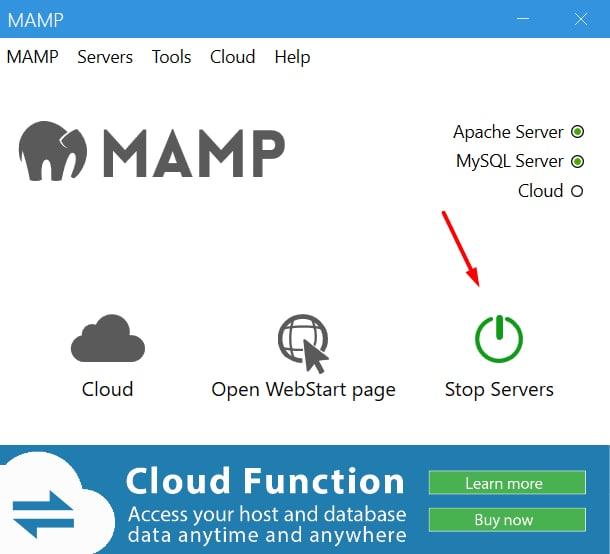 MAMP
MAMP Servers Tools Cloud Help
MAMP
Apache Server
MySQL Server
Cloud
Cloud
Open WebStart page
Stop Servers
Cloud Function
Access your host and database
data anytime and anywhere
Learn more
Buy now